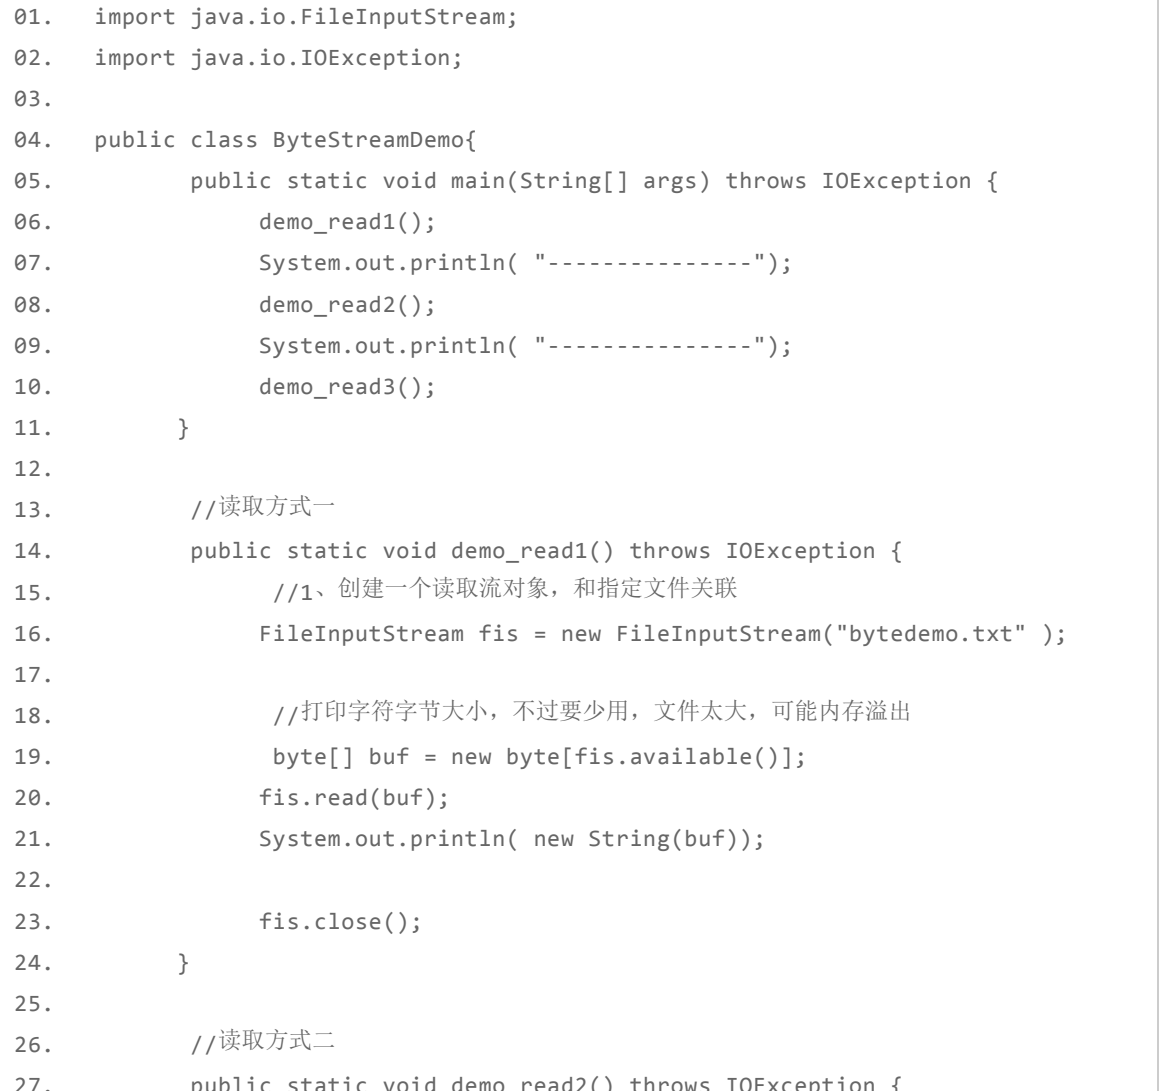 01. import java.io.FileInputStream;
02. import java.io.IOException;
03.
04. public class ByteStreamDemo{
05. public static void main(String[] args) throws IOException {
06. demo_read1();
07. System.out.println( "---------------");
08. demo_read2();
09. System.out.println( "---------------");
10. demo_read3();
11. }
12.
13. //读取方式一
14. public static void demo_read1() throws IOException {
15. //1、创建一个读取流对象，和指定文件关联
16. FileInputStream fis = new FileInputStream("bytedemo.txt" );
17.
18. //打印字符字节大小，不过要少用，文件太大，可能内存溢出
19. byte[] buf = new byte[fis.available()];
20. fis.read(buf);
21. System.out.println( new String(buf));
22.
23. fis.close();
24. }
25.
26. //读取方式二
27. public static void demo_read2() throws IOException {